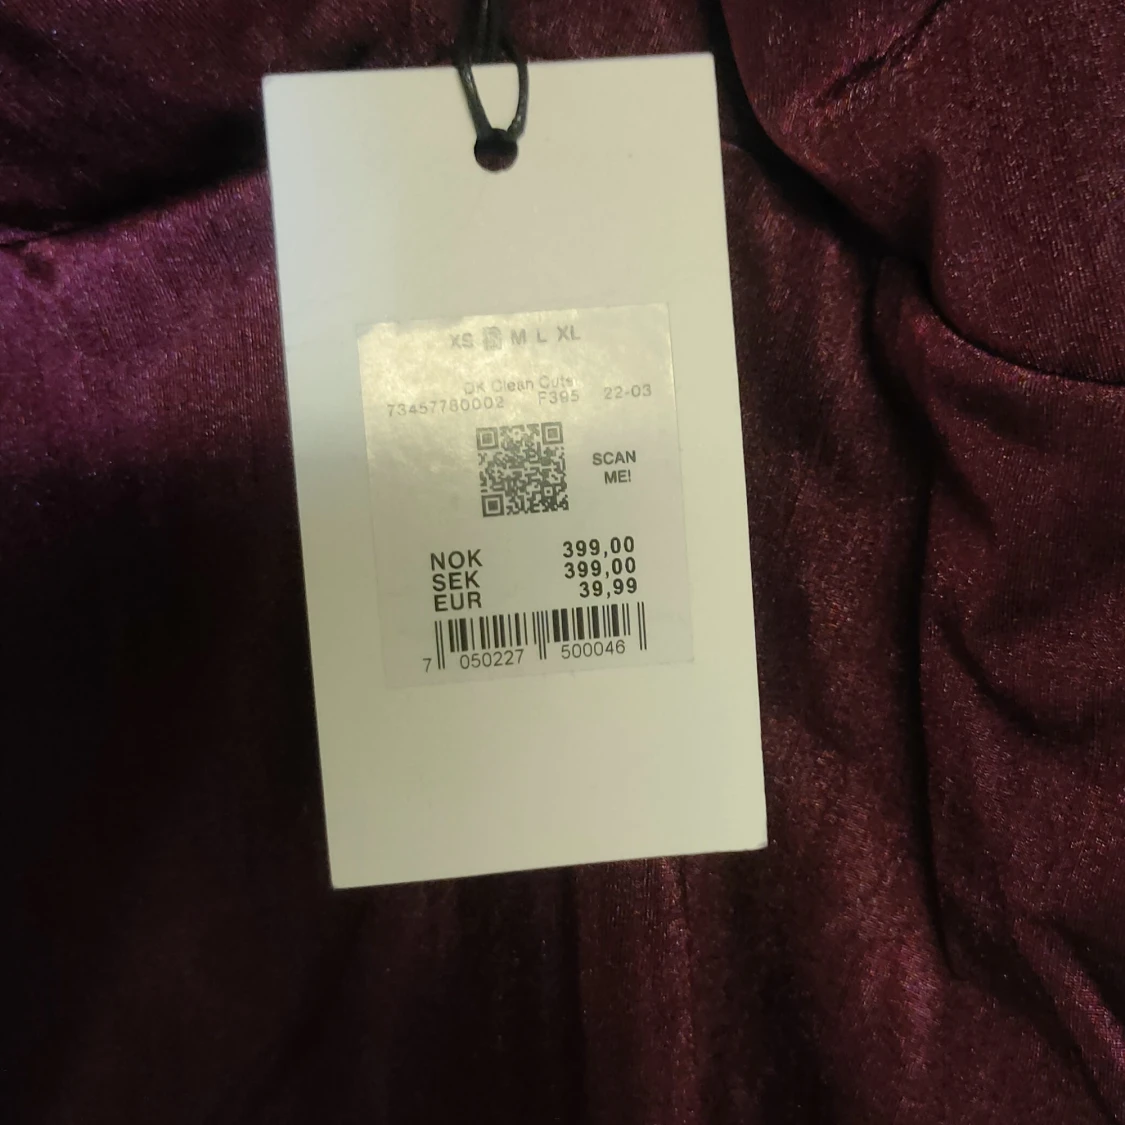 XS S M L XL
DK Clean Cuts
73457780002 F395 22-03
SCAN
ME!
NOK 399,00
SEK 399,00
EUR 39,99
7 050227 500046